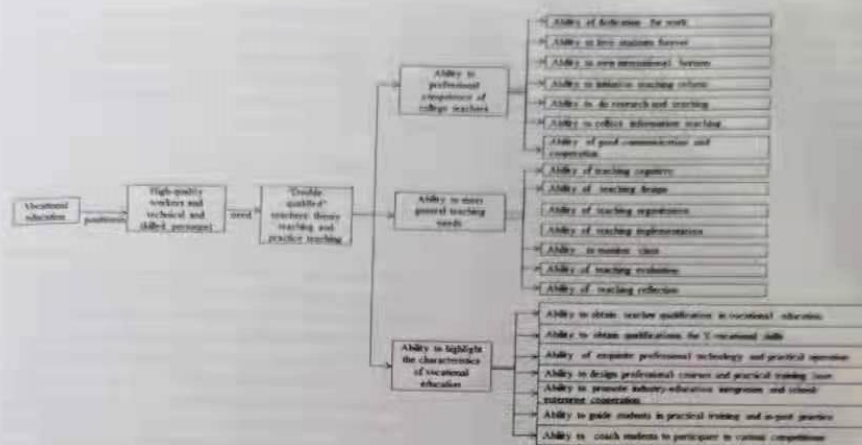 Vocational
education
positioning
High-quality
workers and
technical and
skilled personnel
need
"Double-
qualified"
teachers: theory
teaching and
practice teaching
Ability to
professional
competence of
college teachers
Ability of dedication for work
Ability to love students forever
Ability to own international horizon
Ability to initiative teaching reform
Ability to do research and teaching
Ability to collect information teaching
Ability of good communication and
cooperation
Ability to meet
general teaching
needs
Ability of teaching cognitive
Ability of teaching design
Ability of teaching organization
Ability of teaching implementation
Ability to monitor class
Ability of teaching evaluation
Ability of teaching reflection
Ability to highlight
the characteristics
of vocational
education
Ability to obtain teacher qualification in vocational education
Ability to obtain qualifications for vocational skills
Ability of exquisite professional technology and practical operation
Ability to design professional courses and practical training
Ability to promote industry-education integration and school-
enterprise cooperation
Ability to guide students in practical training and in-post practice
Ability to coach students to participate in various competitions